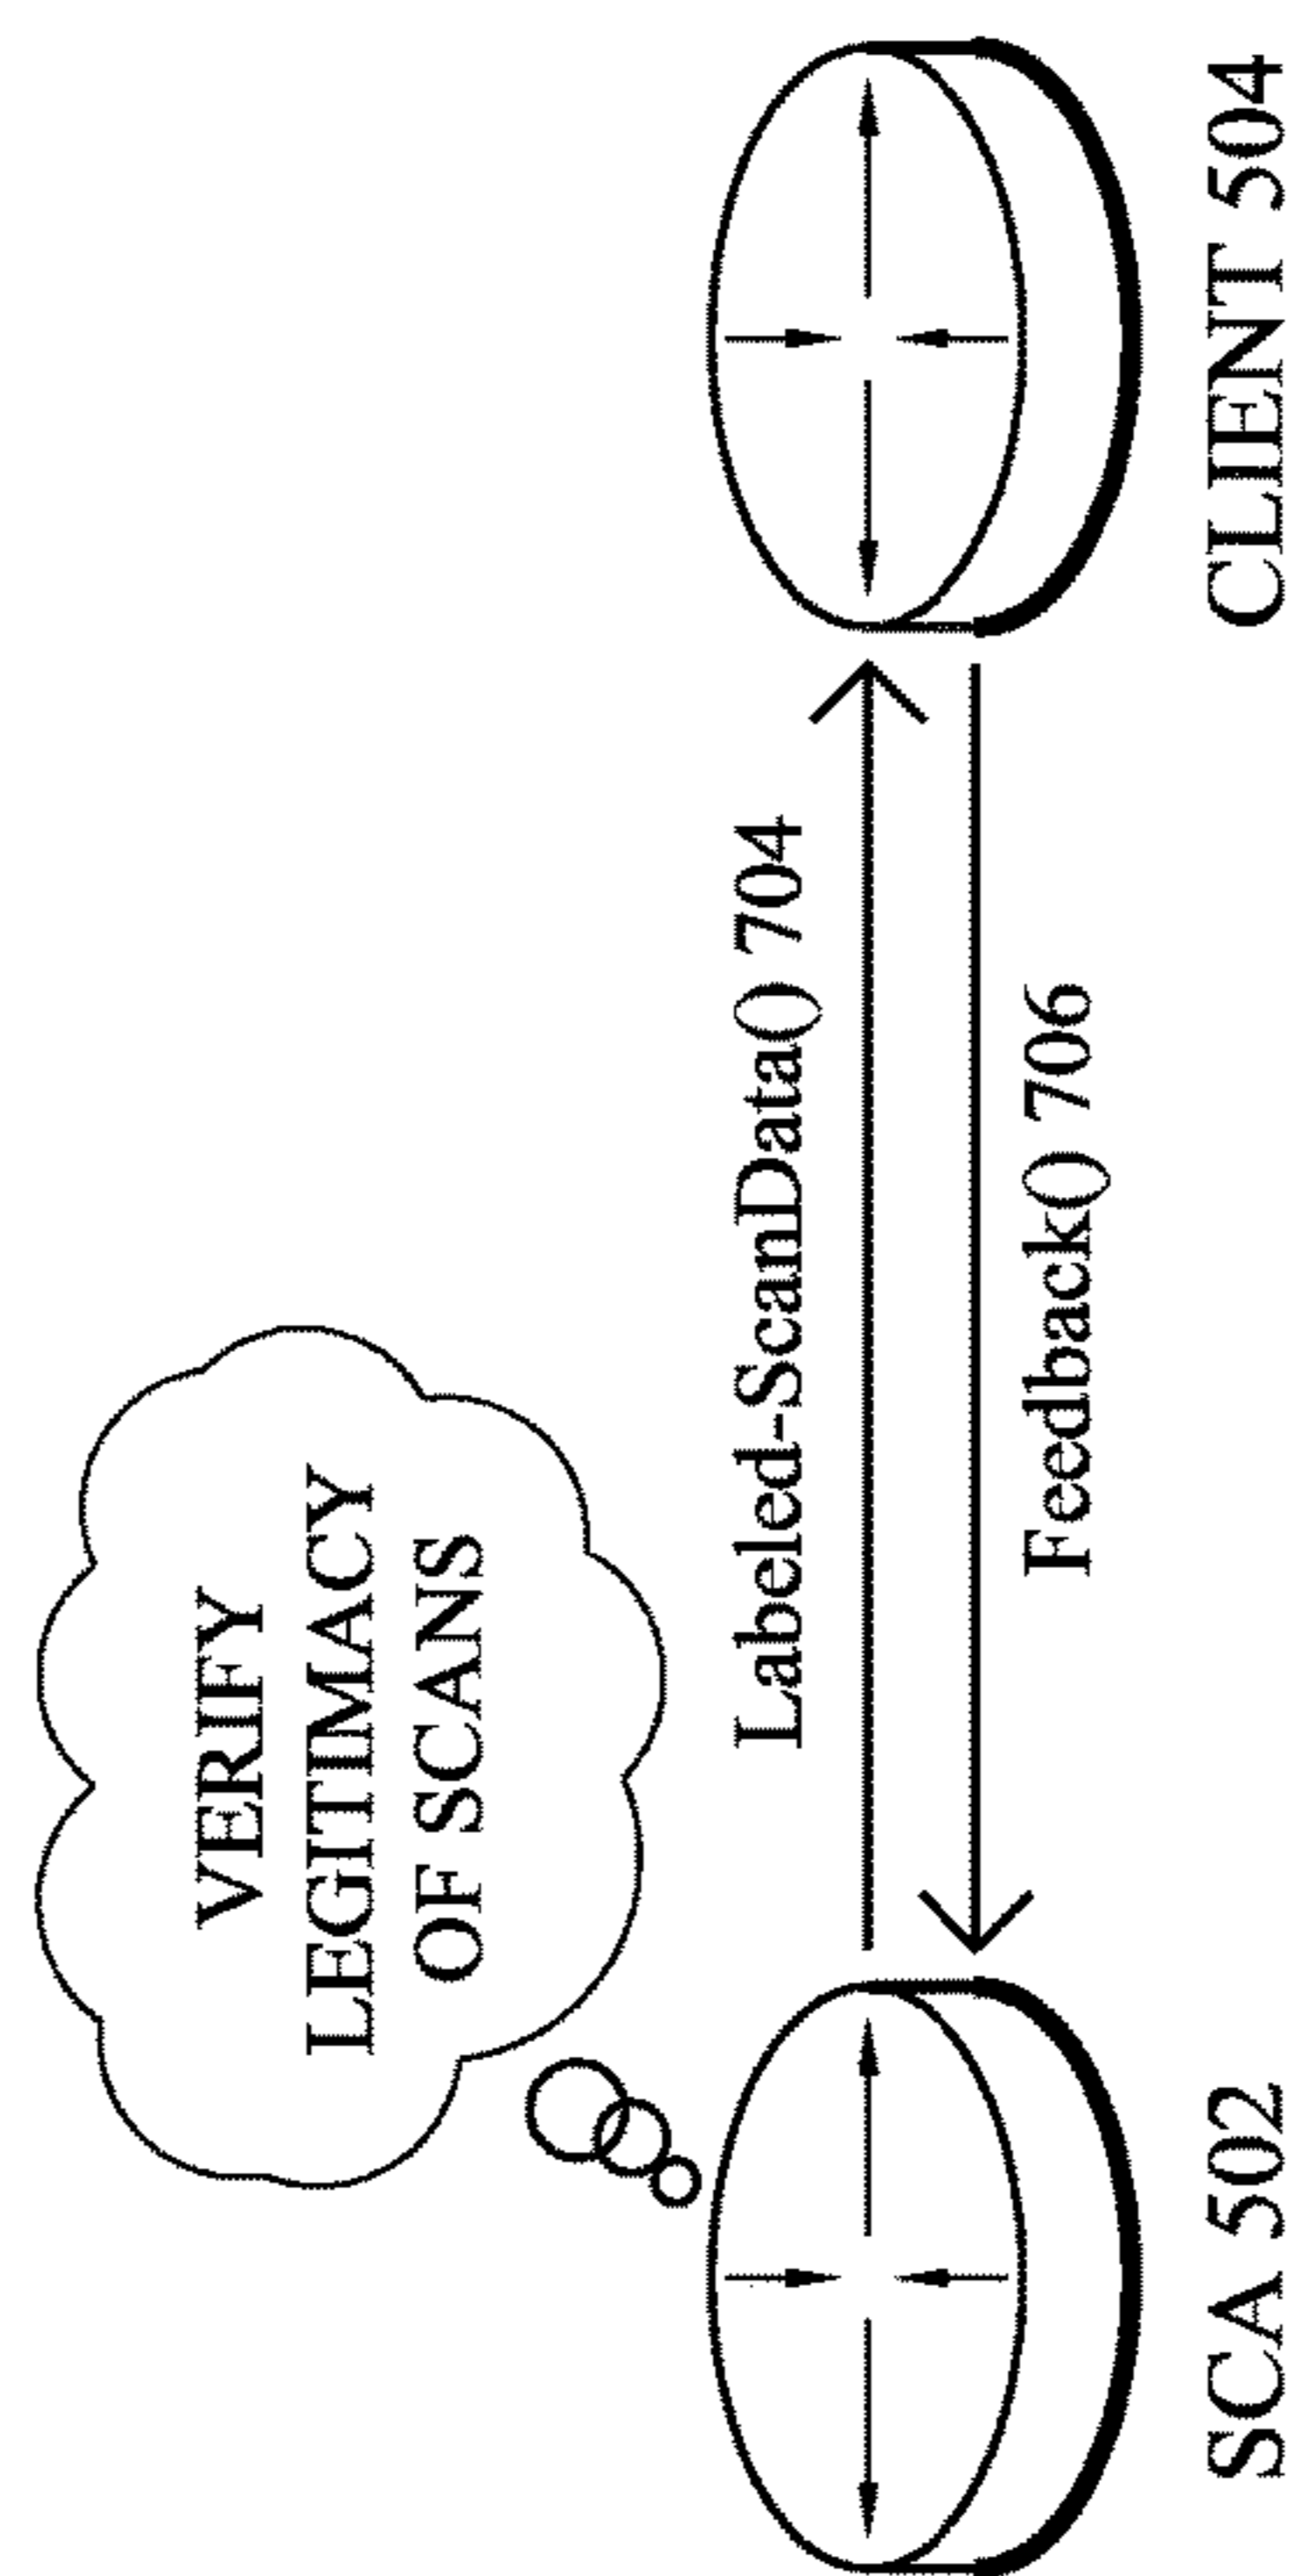 VERIFY
LEGITIMACY
OF SCANS
Labeled-ScanData() 704
Feedback() 706
SCA 502
CLIENT 504